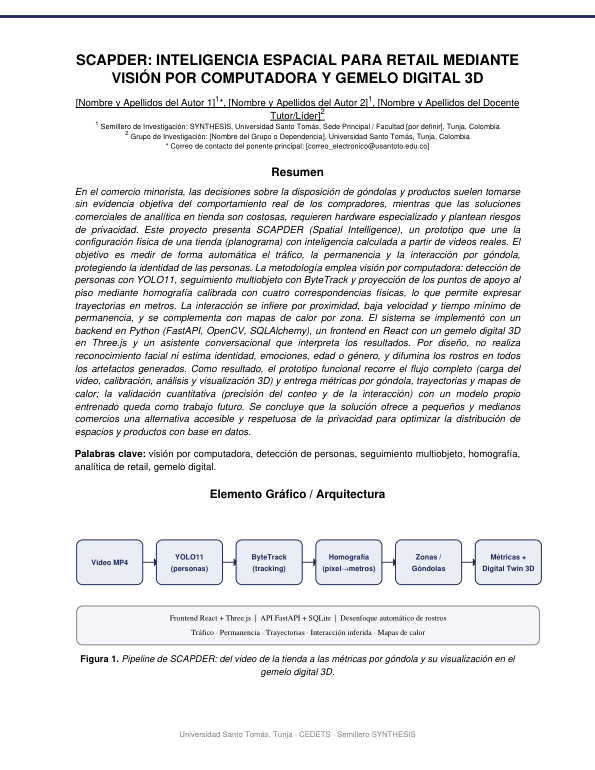 SCAPDER: INTELIGENCIA ESPACIAL PARA RETAIL MEDIANTE
VISIÓN POR COMPUTADORA Y GEMELO DIGITAL 3D
[Nombre y Apellidos del Autor 1]¹*, [Nombre y Apellidos del Autor 2]¹, [Nombre y Apellidos del Docente
Tutor/Líder]²
¹ Semillero de Investigación: SYNTHESIS, Universidad Santo Tomás, Sede Principal / Facultad [por definir], Tunja, Colombia
² Grupo de Investigación: [Nombre del Grupo o Dependencia], Universidad Santo Tomás, Tunja, Colombia
* Correo de contacto del ponente principal: [correo_electronico@usantoto.edu.co]
Resumen
En el comercio minorista, las decisiones sobre la disposición de góndolas y productos suelen tomarse
sin evidencia objetiva del comportamiento real de los compradores, mientras que las soluciones
comerciales de analítica en tienda son costosas, requieren hardware especializado y plantean riesgos
de privacidad. Este proyecto presenta SCAPDER (Spatial Intelligence), un prototipo que une la
configuración física de una tienda (planograma) con inteligencia calculada a partir de videos reales. El
objetivo es medir de forma automática el tráfico, la permanencia y la interacción por góndola,
protegiendo la identidad de las personas. La metodología emplea visión por computadora: detección de
personas con YOLO11, seguimiento multiobjeto con ByteTrack y proyección de los puntos de apoyo al
piso mediante homografía calibrada con cuatro correspondencias físicas, lo que permite expresar
trayectorias en metros. La interacción se infiere por proximidad, baja velocidad y tiempo mínimo de
permanencia, y se complementa con mapas de calor por zona. El sistema se implementó con un
backend en Python (FastAPI, OpenCV, SQLAlchemy), un frontend en React con un gemelo digital 3D
en Three.js y un asistente conversacional que interpreta los resultados. Por diseño, no realiza
reconocimiento facial ni estima identidad, emociones, edad o género, y difumina los rostros en todos
los artefactos generados. Como resultado, el prototipo funcional recorre el flujo completo (carga del
video, calibración, análisis y visualización 3D) y entrega métricas por góndola, trayectorias y mapas de
calor; la validación cuantitativa (precisión del conteo y de la interacción) con un modelo propio
entrenado queda como trabajo futuro. Se concluye que la solución ofrece a pequeños y medianos
comercios una alternativa accesible y respetuosa de la privacidad para optimizar la distribución de
espacios y productos con base en datos.
Palabras clave: visión por computadora, detección de personas, seguimiento multiobjeto, homografía,
analítica de retail, gemelo digital.
Elemento Gráfico / Arquitectura
Video MP4
YOLO11
(personas)
ByteTrack
(tracking)
Homografía
(píxel→metros)
Zonas /
Góndolas
Métricas +
Digital Twin 3D
Frontend React + Three.js | API FastAPI + SQLite | Desenfoque automático de rostros
Tráfico · Permanencia · Trayectorias · Interacción inferida · Mapas de calor
Figura 1. Pipeline de SCAPDER: del video de la tienda a las métricas por góndola y su visualización en el
gemelo digital 3D.
Universidad Santo Tomás, Tunja · CEDETS · Semillero SYNTHESIS